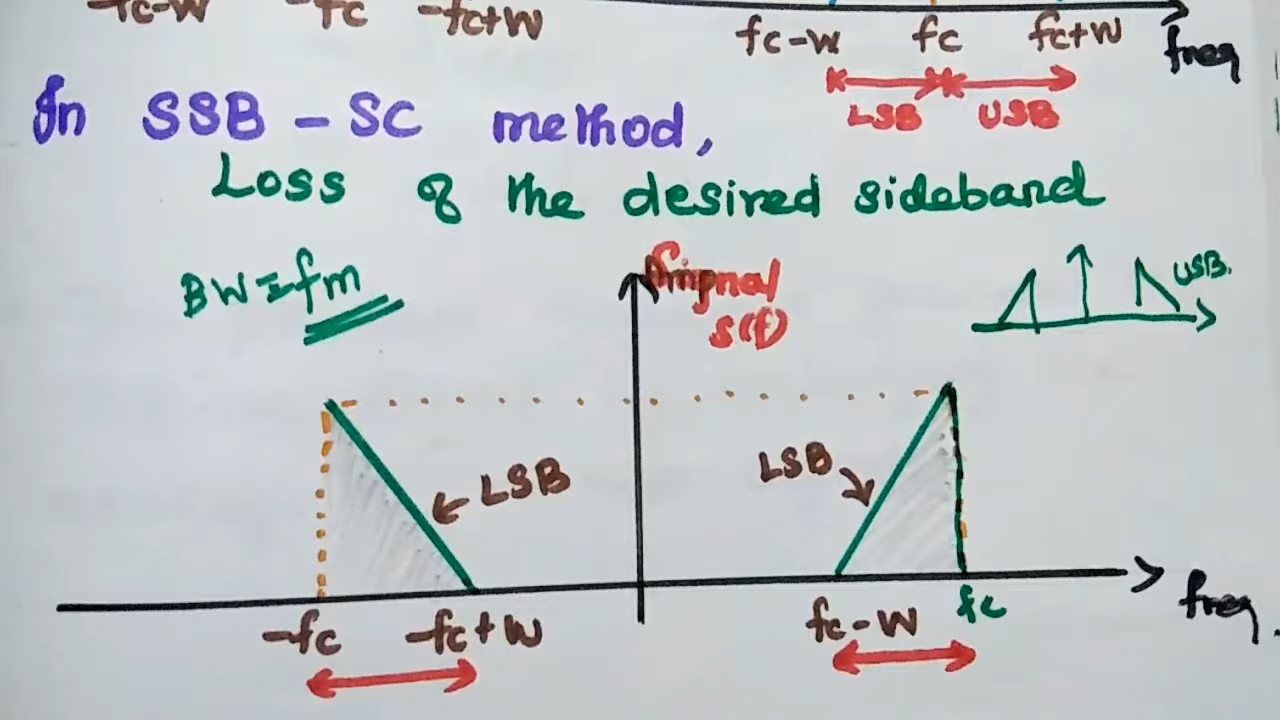 -fc-W -fc -fc+W fc-W fc fc+W freq
LSB USB
In SSB-SC method,
Loss of the desired sideband
BW=fm
Signal
S(f)
USB.
LSB
LSB
-fc -fc+W fc-W fc freq.